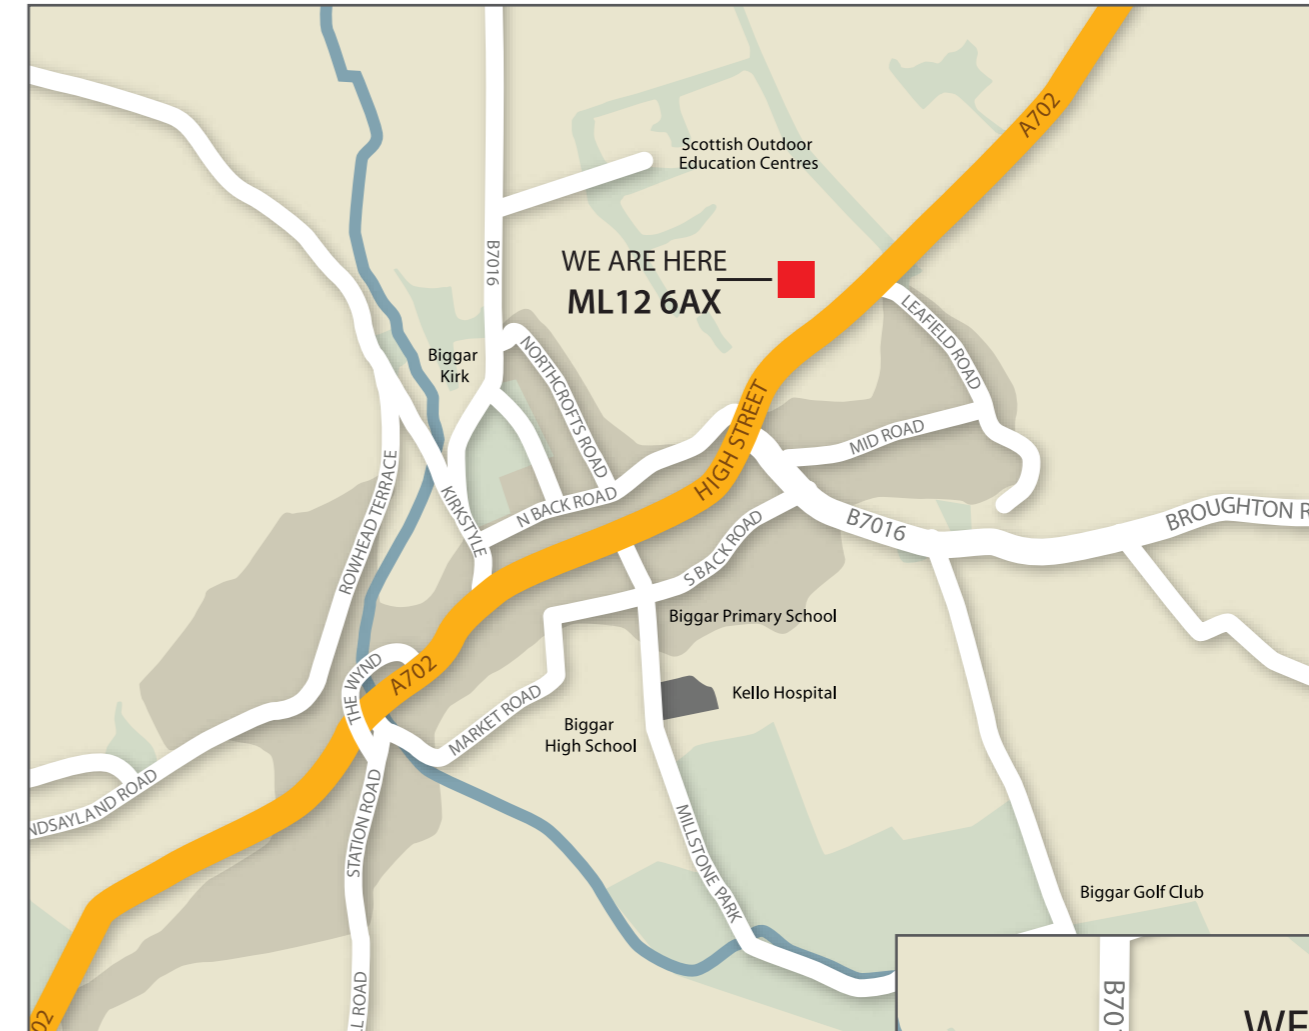 A702
Scottish Outdoor
Education Centres
B7016
WE ARE HERE
ML12 6AX
LEAFIELD ROAD
Biggar
Kirk
NORTHCROFTS ROAD
HIGH STREET
MID ROAD
ROWHEAD TERRACE
KIRKSTYLE
N BACK ROAD
S BACK ROAD
B7016
BROUGHTON R
Biggar Primary School
THE WYND
A702
MARKET ROAD
Kello Hospital
Biggar
High School
NDSAYLAND ROAD
STATION ROAD
MILLSTONE PARK
Biggar Golf Club
L ROAD
B70
WE
02